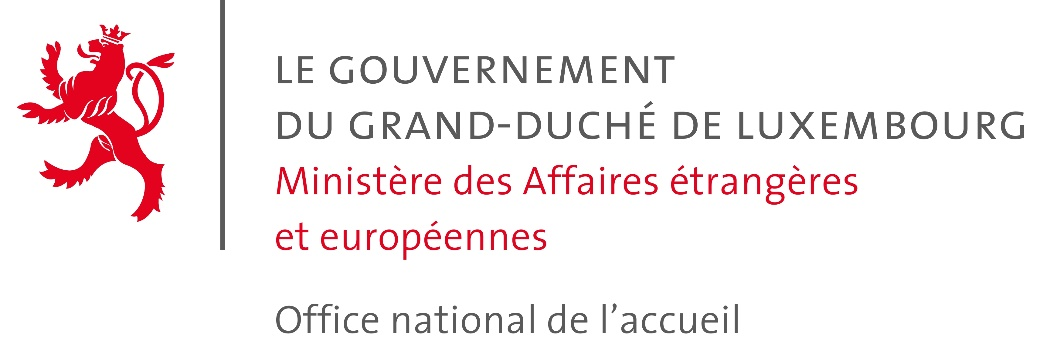 LE GOUVERNEMENT
DU GRAND-DUCHÉ DE LUXEMBOURG
Ministère des Affaires étrangères
et européennes
Office national de l’accueil